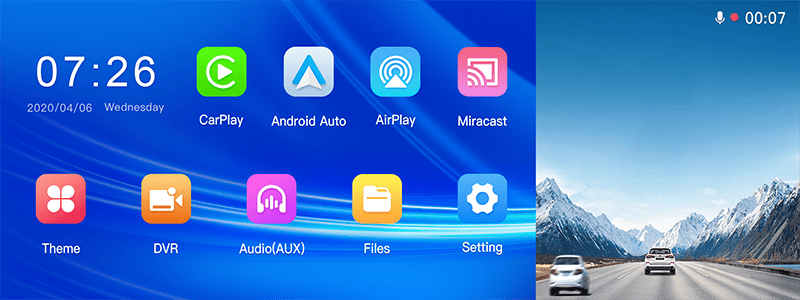 07:26
2020/04/06 Wednesday
CarPlay
Android Auto
AirPlay
Miracast
Theme
DVR
Audio(AUX)
Files
Setting
00:07